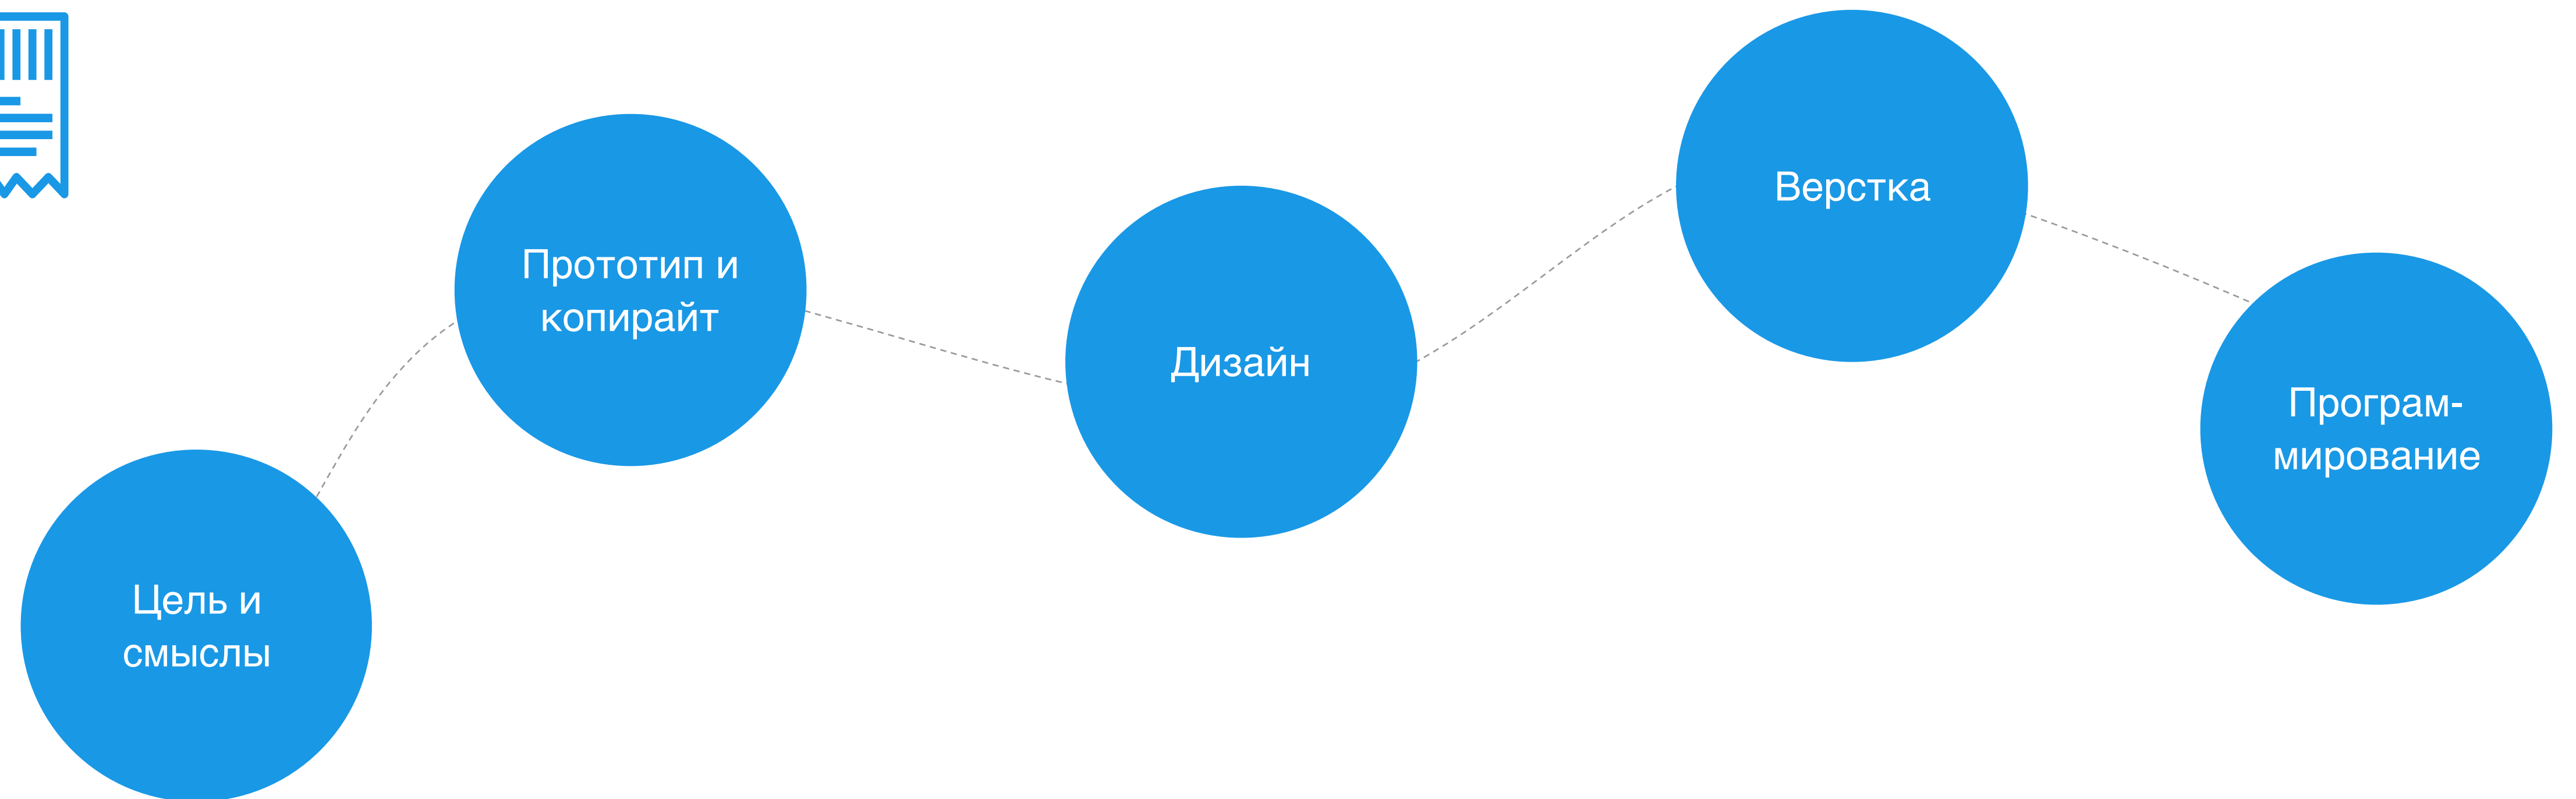 Цель и
смыслы
Прототип и
копирайт
Дизайн
Верстка
Програм-
мирование